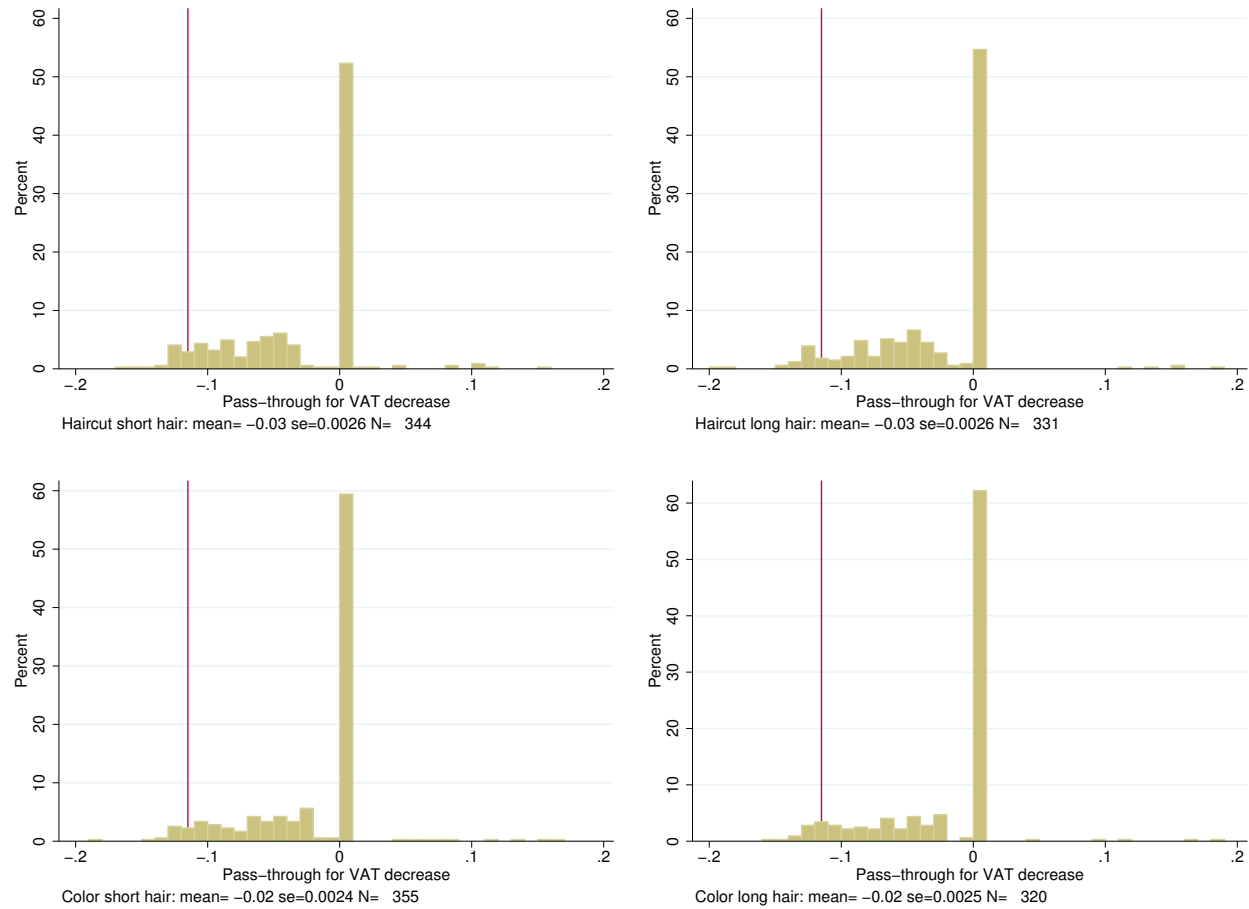 60
50
40
30
20
10
0
Percent
−.2 −.1 0 .1 .2
Pass−through for VAT decrease
Haircut short hair: mean= −0.03 se=0.0026 N= 344
60
50
40
30
20
10
0
Percent
−.2 −.1 0 .1 .2
Pass−through for VAT decrease
Haircut long hair: mean= −0.03 se=0.0026 N= 331
60
50
40
30
20
10
0
Percent
−.2 −.1 0 .1 .2
Pass−through for VAT decrease
Color short hair: mean= −0.02 se=0.0024 N= 355
60
50
40
30
20
10
0
Percent
−.2 −.1 0 .1 .2
Pass−through for VAT decrease
Color long hair: mean= −0.02 se=0.0025 N= 320